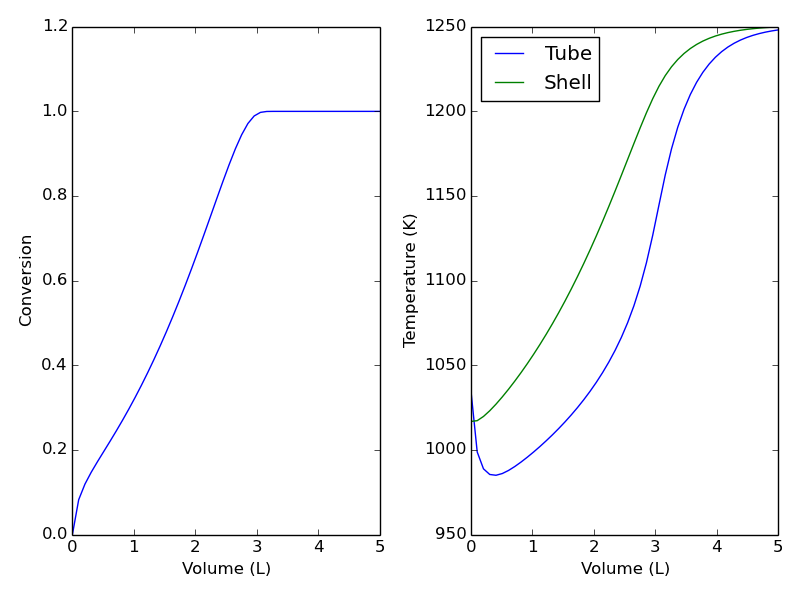 1.2
1.0
0.8
0.6
0.4
0.2
0.0
Conversion
0 1 2 3 4 5
Volume (L)
1250
1200
1150
1100
1050
1000
950
Temperature (K)
Tube
Shell
0 1 2 3 4 5
Volume (L)